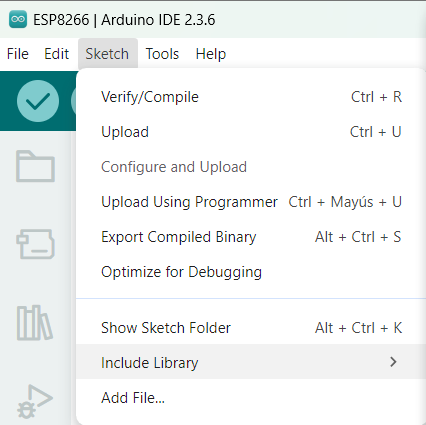 ESP8266 | Arduino IDE 2.3.6
File Edit Sketch Tools Help
Verify/Compile Ctrl + R
Upload Ctrl + U
Configure and Upload
Upload Using Programmer Ctrl + Mayús + U
Export Compiled Binary Alt + Ctrl + S
Optimize for Debugging
Show Sketch Folder Alt + Ctrl + K
Include Library
Add File...